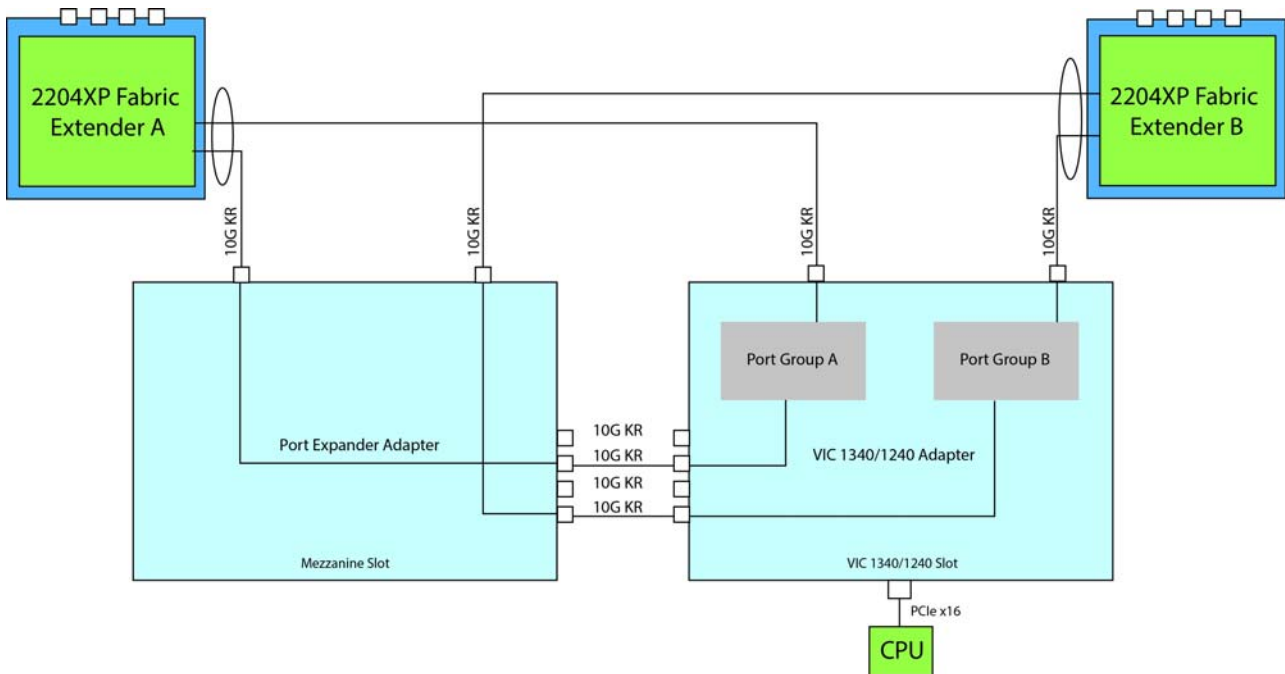 2204XP Fabric
Extender A
2204XP Fabric
Extender B
10G KR
10G KR
10G KR
10G KR
Port Group A
Port Group B
10G KR
10G KR
10G KR
10G KR
Port Expander Adapter
VIC 1340/1240 Adapter
Mezzanine Slot
VIC 1340/1240 Slot
PCIe x16
CPU